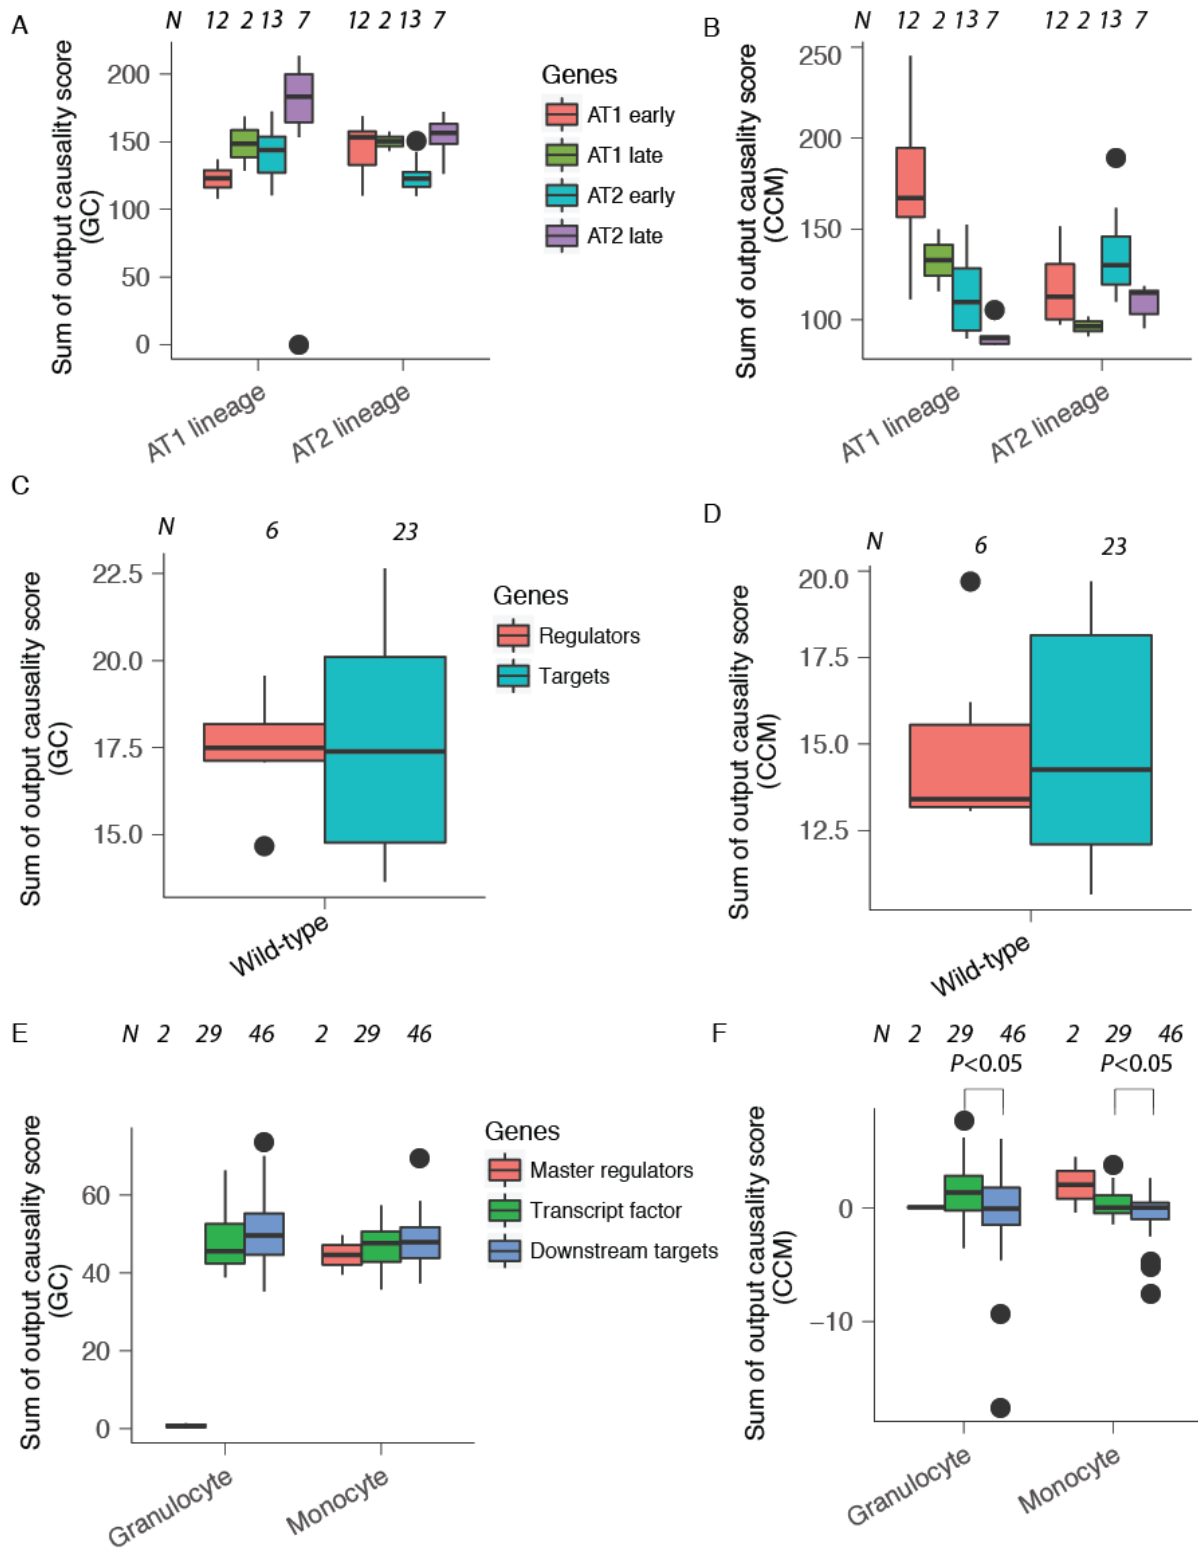 A
N 12 2 13 7 12 2 13 7
Sum of output causality score
(GC)
200
150
100
50
0
AT1 lineage
AT2 lineage
Genes
AT1 early
AT1 late
AT2 early
AT2 late
B
N 12 2 13 7 12 2 13 7
Sum of output causality score
(CCM)
250
200
150
100
AT1 lineage
AT2 lineage
C
N 6 23
Sum of output causality score
(GC)
22.5
20.0
17.5
15.0
Wild-type
Genes
Regulators
Targets
D
N 6 23
Sum of output causality score
(CCM)
20.0
17.5
15.0
12.5
Wild-type
E
N 2 29 46 2 29 46
Sum of output causality score
(GC)
60
40
20
0
Granulocyte
Monocyte
Genes
Master regulators
Transcript factor
Downstream targets
F
N 2 29 46 2 29 46
P<0.05 P<0.05
Sum of output causality score
(CCM)
0
−10
Granulocyte
Monocyte